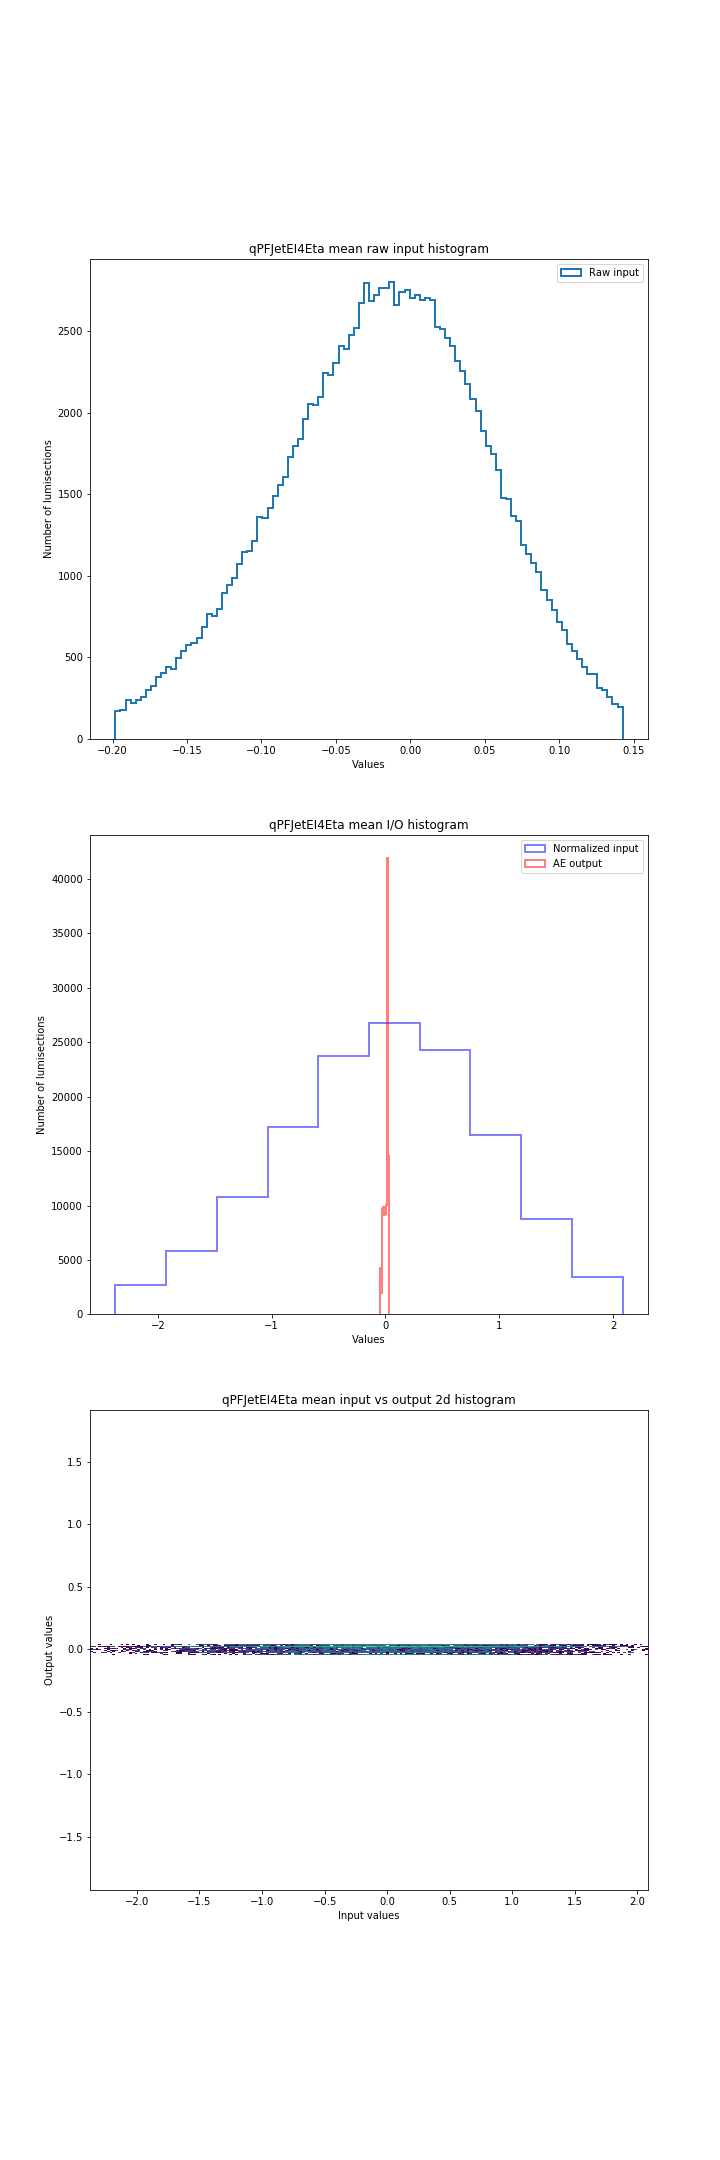 qPFJetEI4Eta mean raw input histogram
Raw input
2500
2000
1500
1000
500
0
Number of lumisections
−0.20 −0.15 −0.10 −0.05 0.00 0.05 0.10 0.15
Values
qPFJetEI4Eta mean I/O histogram
Normalized input
AE output
40000
35000
30000
25000
20000
15000
10000
5000
0
Number of lumisections
−2 −1 0 1 2
Values
qPFJetEI4Eta mean input vs output 2d histogram
1.5
1.0
0.5
0.0
−0.5
−1.0
−1.5
Output values
−2.0 −1.5 −1.0 −0.5 0.0 0.5 1.0 1.5 2.0
Input values